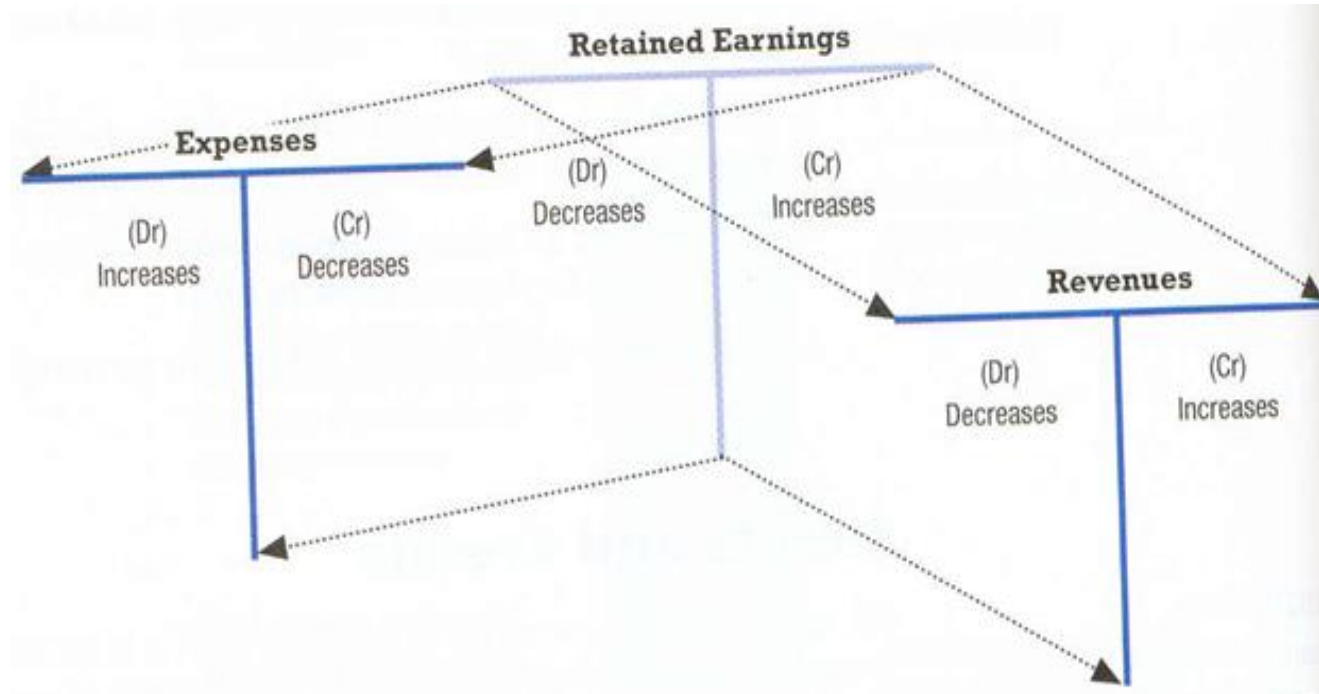 Retained Earnings
Expenses
(Dr)
Increases
(Cr)
Decreases
(Dr)
Decreases
(Cr)
Increases
Revenues
(Dr)
Decreases
(Cr)
Increases